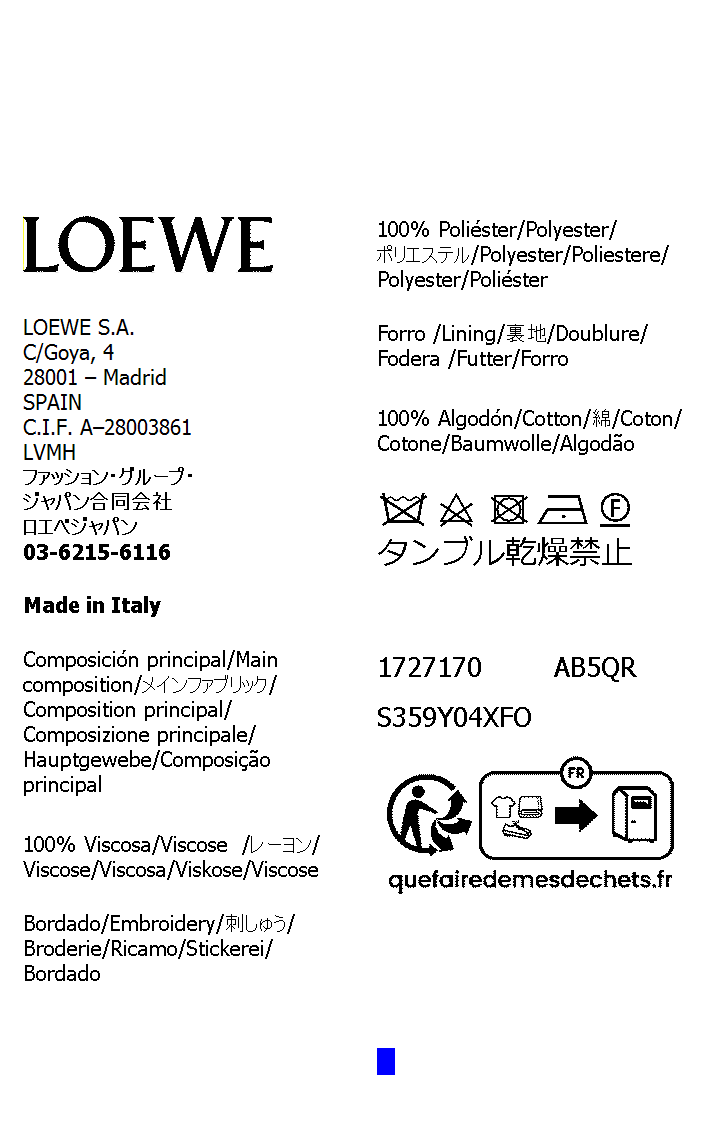 LOEWE
LOEWE S.A.
C/Goya, 4
28001 – Madrid
SPAIN
C.I.F. A–28003861
LVMH
ファッション・グループ・
ジャパン合同会社
ロエベジャパン
03-6215-6116
Made in Italy
Composición principal/Main
composition/メインファブリック/
Composition principal/
Composizione principale/
Hauptgewebe/Composição
principal
100% Viscosa/Viscose /レーヨン/
Viscose/Viscosa/Viskose/Viscose
Bordado/Embroidery/刺しゅう/
Broderie/Ricamo/Stickerei/
Bordado
100% Poliéster/Polyester/
ポリエステル/Polyester/Poliestere/
Polyester/Poliéster
Forro /Lining/裏地/Doublure/
Fodera /Futter/Forro
100% Algodón/Cotton/綿/Coton/
Cotone/Baumwolle/Algodão
F
タンブル乾燥禁止
1727170 AB5QR
S359Y04XFO
FR
quefairedemesdechets.fr